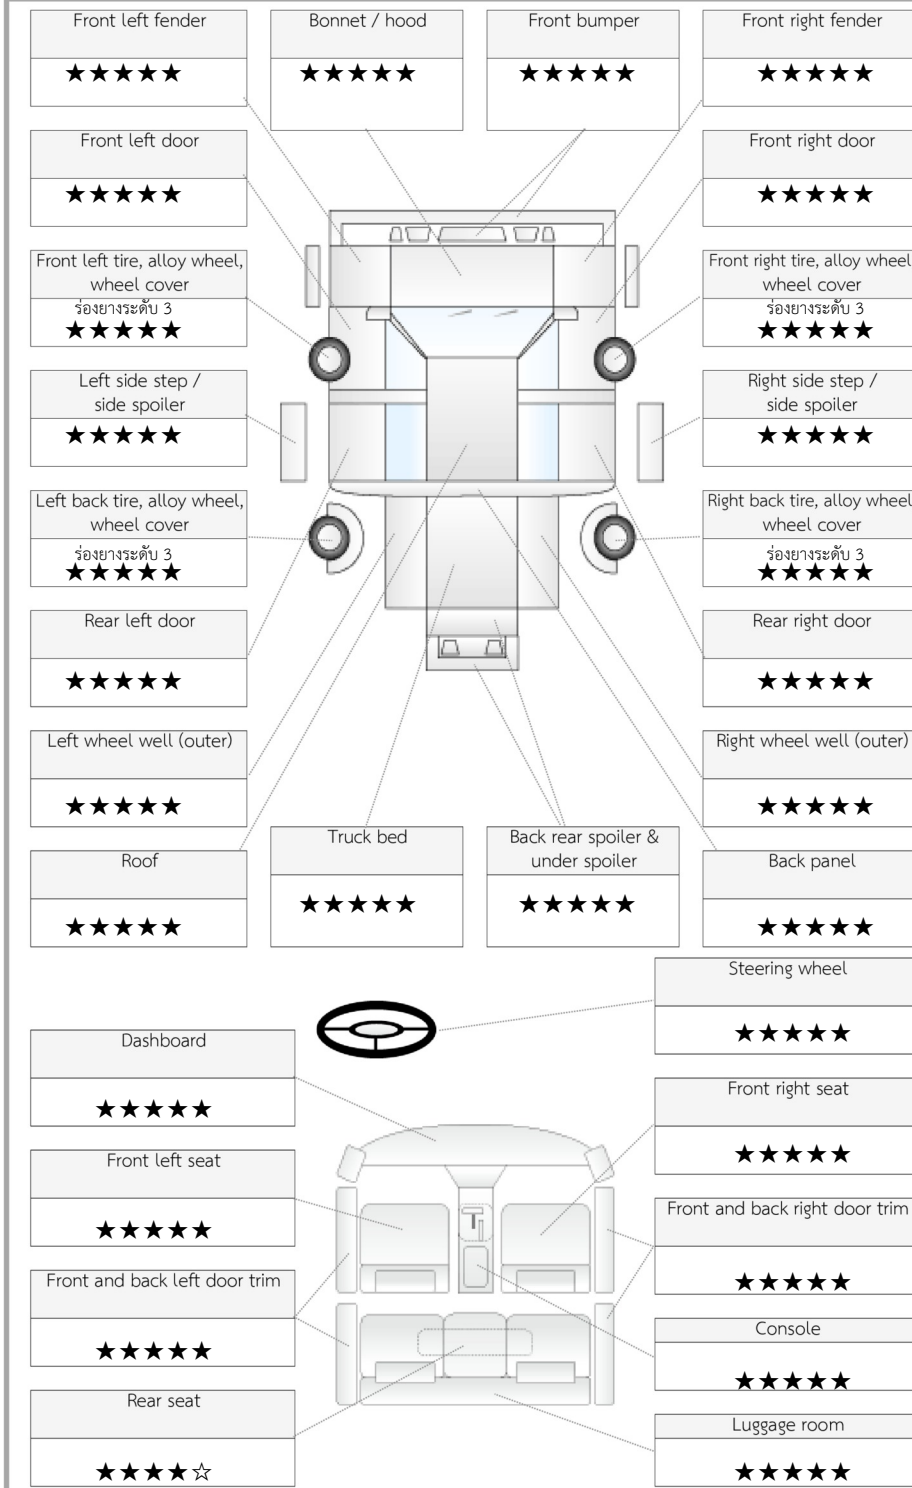 Front left fender
★★★★★
Bonnet / hood
★★★★★
Front bumper
★★★★★
Front right fender
★★★★★
Front left door
★★★★★
Front right door
★★★★★
Front left tire, alloy wheel,
wheel cover
ร่องยางระดับ 3
★★★★★
Front right tire, alloy wheel
wheel cover
ร่องยางระดับ 3
★★★★★
Left side step /
side spoiler
★★★★★
Right side step /
side spoiler
★★★★★
Left back tire, alloy wheel,
wheel cover
ร่องยางระดับ 3
★★★★★
Right back tire, alloy wheel
wheel cover
ร่องยางระดับ 3
★★★★★
Rear left door
★★★★★
Rear right door
★★★★★
Left wheel well (outer)
★★★★★
Right wheel well (outer)
★★★★★
Roof
★★★★★
Truck bed
★★★★★
Back rear spoiler &
under spoiler
★★★★★
Back panel
★★★★★
Steering wheel
★★★★★
Dashboard
★★★★★
Front right seat
★★★★★
Front left seat
★★★★★
Front and back right door trim
★★★★★
Front and back left door trim
★★★★★
Console
★★★★★
Rear seat
★★★★☆
Luggage room
★★★★★